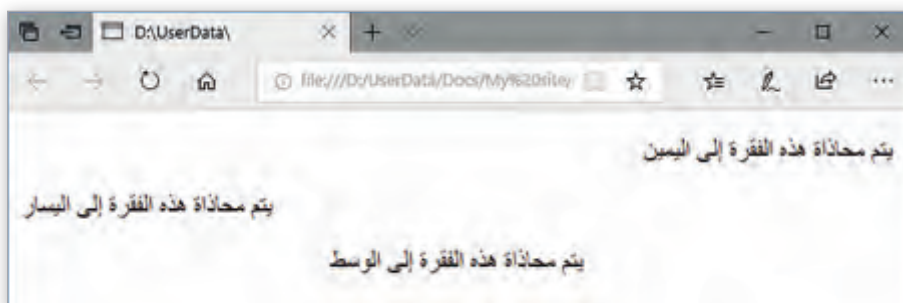 D:\UserData\
file:///D:/UserData/Docs/My%20site/
يتم محاذاة هذه الفقرة إلى اليمين
يتم محاذاة هذه الفقرة إلى اليسار
يتم محاذاة هذه الفقرة إلى الوسط